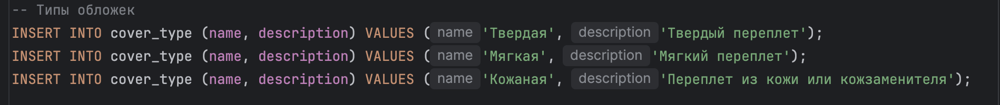 -- Типы обложек
INSERT INTO cover_type (name, description) VALUES ( name 'Твердая', description 'Твердый переплет');
INSERT INTO cover_type (name, description) VALUES ( name 'Мягкая', description 'Мягкий переплет');
INSERT INTO cover_type (name, description) VALUES ( name 'Кожаная', description 'Переплет из кожи или кожзаменителя');